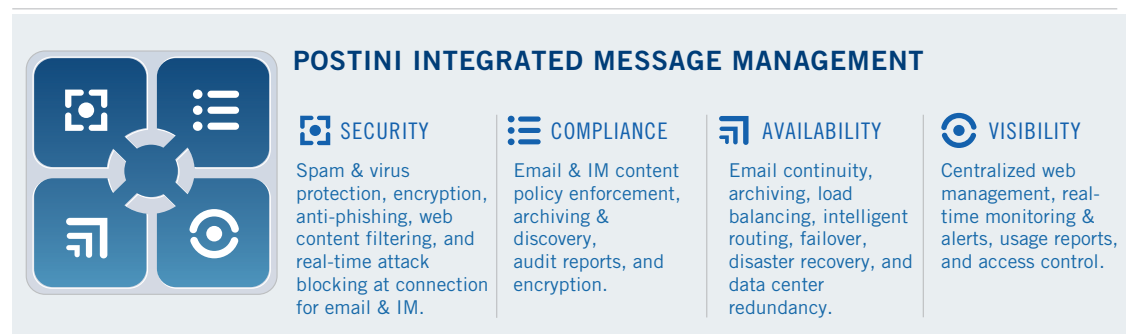 POSTINI INTEGRATED MESSAGE MANAGEMENT
SECURITY
Spam & virus
protection, encryption,
anti-phishing, web
content filtering, and
real-time attack
blocking at connection
for email & IM.
COMPLIANCE
Email & IM content
policy enforcement,
archiving &
discovery,
audit reports, and
encryption.
AVAILABILITY
Email continuity,
archiving, load
balancing, intelligent
routing, failover,
disaster recovery, and
data center
redundancy.
VISIBILITY
Centralized web
management, real-
time monitoring &
alerts, usage reports,
and access control.